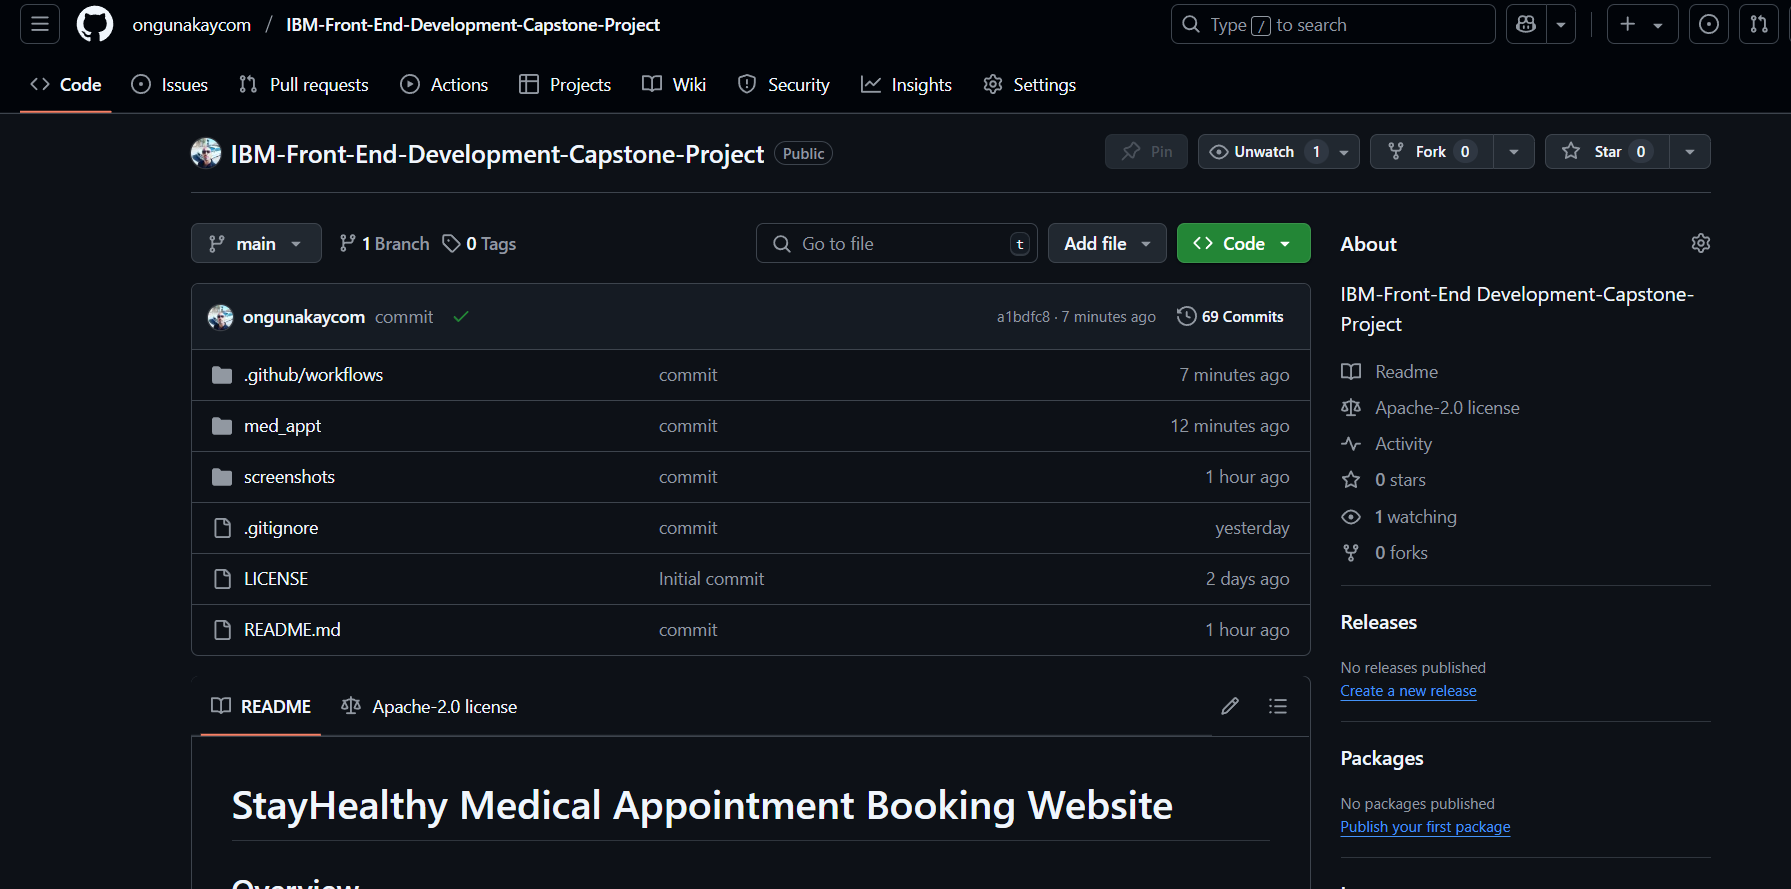 ongunakaycom / IBM-Front-End-Development-Capstone-Project
Type / to search
Code Issues Pull requests Actions Projects Wiki Security Insights Settings
IBM-Front-End-Development-Capstone-Project Public
Pin Unwatch 1 Fork 0 Star 0
main 1 Branch 0 Tags Go to file t Add file Code
ongunakaycom commit a1bdfc8 · 7 minutes ago 69 Commits
.github/workflows commit 7 minutes ago
med_appt commit 12 minutes ago
screenshots commit 1 hour ago
.gitignore commit yesterday
LICENSE Initial commit 2 days ago
README.md commit 1 hour ago
README Apache-2.0 license
StayHealthy Medical Appointment Booking Website
Overview
About
IBM-Front-End Development-Capstone-
Project
Readme
Apache-2.0 license
Activity
0 stars
1 watching
0 forks
Releases
No releases published
Create a new release
Packages
No packages published
Publish your first package